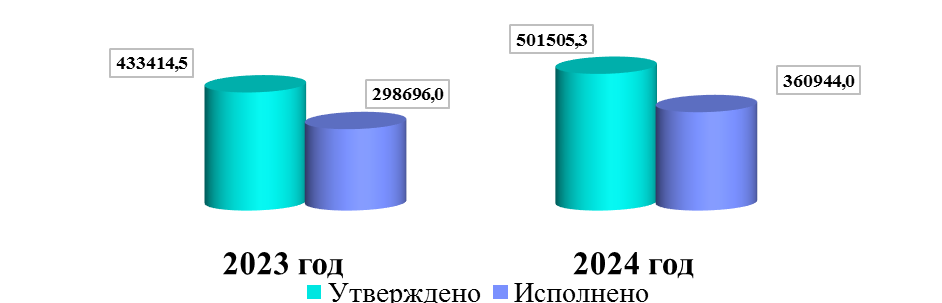 501505,3
433414,5
360944,0
298696,0
2023 год
2024 год
Утверждено
Исполнено